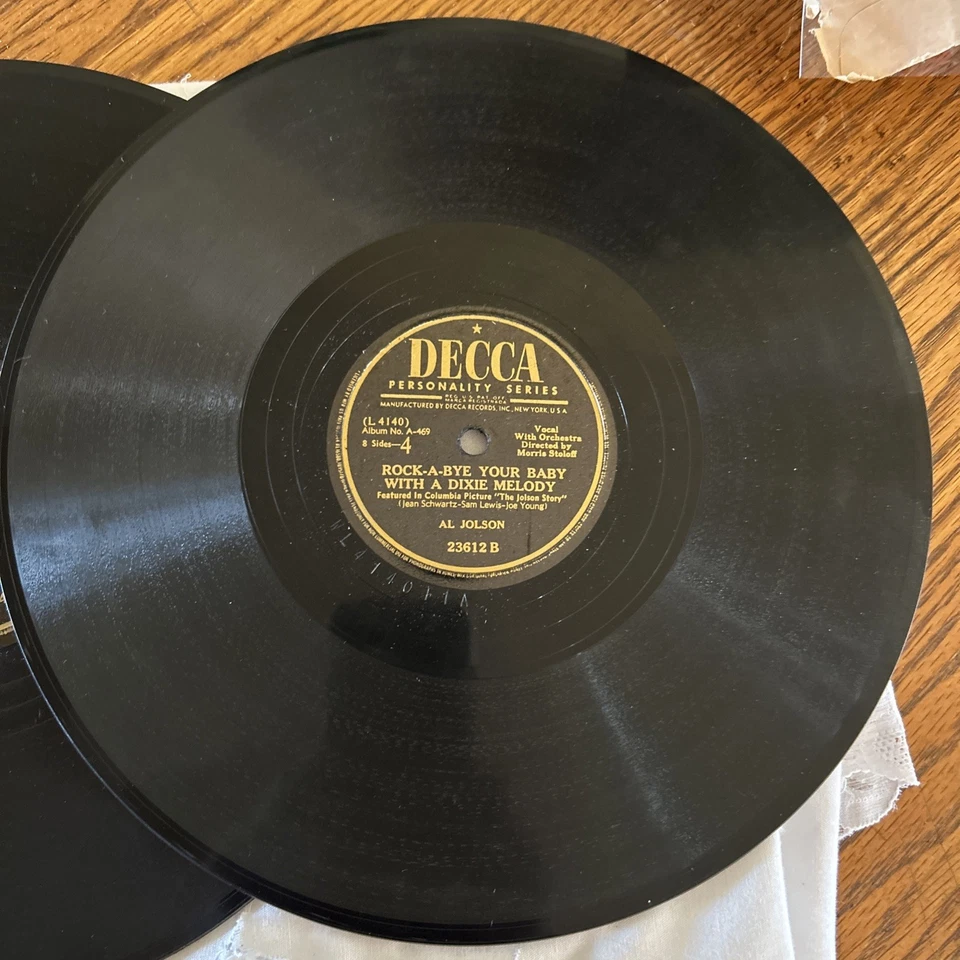 DECCA
PERSONALITY SERIES
REG. U.S. PAT. OFF.
MARCA REGISTRADA
MANUFACTURED BY DECCA RECORDS, INC., NEW YORK, U S A
(L 4140)
Album No. A-469
8 Sides—4
Vocal
With Orchestra
Directed by
Morris Stoloff
ROCK-A-BYE YOUR BABY
WITH A DIXIE MELODY
Featured In Columbia Picture "The Jolson Story"
(Jean Schwartz-Sam Lewis-Joe Young)
AL JOLSON
23612 B